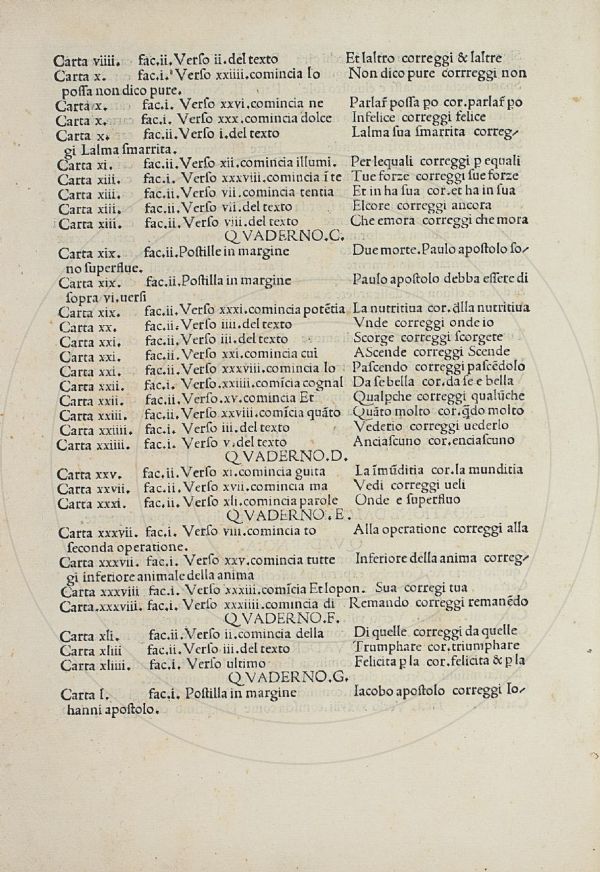 Carta viiii. fac.ii. Verſo ii. del texto Et laltro correggi & laltre
Carta x. fac.i. Verſo xxiiii. comincia lo Non dico pure corrreggi non
poſſa non dico pure.
Carta x. fac.i. Verſo xxvi. comincia ne Parlaſ poſſa po cor. parlaſ po
Carta x. fac.i. Verſo xxx. comincia dolce Infelice correggi felice
Carta x. fac.ii. Verſo i. del texto Lalma ſua ſmarrita correg/
gi Lalma ſmarrita.
Carta xi. fac.ii. Verſo xii. comincia illumi. Per lequali correggi p equali
Carta xiii. fac.i. Verſo xxxviii. comincia ī te Tue forze correggi ſue forze
Carta xiii. fac.ii. Verſo vii. comincia tentia Et in ha ſua cor. et ha in ſua
Carta xiii. fac.ii. Verſo vii. del texto Elcore correggi ancora
Carta xiii. fac.ii. Verſo viii. del texto Che emora correggi che mora
QVADERNO.C.
Carta xix. fac.ii. Poſtille in margine Due morte. Paulo apoſtolo ſo/
no ſuperflue.
Carta xix. fac.ii. Poſtilla in margine Paulo apoſtolo debba eſſere di
ſopra vi. uerſi
Carta xix. fac.ii. Verſo xxxi. comincia potētia La nutritiua cor. dlla nutritiua
Carta xx. fac.ii. Verſo iiii. del texto Vnde correggi onde io
Carta xxi. fac.ii. Verſo iii. del texto Scorge correggi ſcorgete
Carta xxi. fac.ii. Verſo xxi. comincia cui AScende correggi Scende
Carta xxi. fac.ii. Verſo xxxviii. comincia lo Paſcendo correggi paſcēdolo
Carta xxii. fac.i. Verſo. xxiiii. comīcia cognal Da ſe bella cor. da ſe e bella
Carta xxii. fac.ii. Verſo. xv. comincia Et Qualpche correggi qualūche
Carta xxiii. fac.ii. Verſo xxviii. comīcia quāto Quāto molto cor. q̄do molto
Carta xxiiii. fac.i. Verſo iii. del texto Vederio correggi uederlo
Carta xxiiii. fac.i. Verſo v. del texto Anciaſcuno cor. enciaſcuno
QVADERNO.D.
Carta xxv. fac.ii. Verſo xi. comincia guita La īmūditia cor. la munditia
Carta xxvii. fac.ii. Verſo xvii. comincia ma Vedi correggi ueli
Carta xxxi. fac.ii. Verſo xli. comincia parole Onde e ſuperfluo
QVADERNO.E.
Carta xxxvii. fac.i. Verſo viii. comincia to Alla operatione correggi alla
ſeconda operatione.
Carta xxxvii. fac.i. Verſo xxv. comincia tutte Inferiore della anima correg/
gi inferiore animale della anima
Carta xxxviii fac.i. Verſo xxxiii. comīcia Et lopon. Sua corregi tua
Carta. xxxviii. fac.i. Verſo xxxiiii. comincia di Remando correggi remanēdo
QVADERNO.F.
Carta xli. fac.ii. Verſo ii. comincia della Di quelle correggi da quelle
Carta xliii fac.ii. Verſo iii. del texto Trumphare cor. triumphare
Carta xliiii. fac.i. Verſo ultimo Felicita p la cor. felicita & p la
QVADERNO.G.
Carta l. fac.i. Poſtilla in margine Iacobo apoſtolo correggi Io/
hanni apoſtolo.